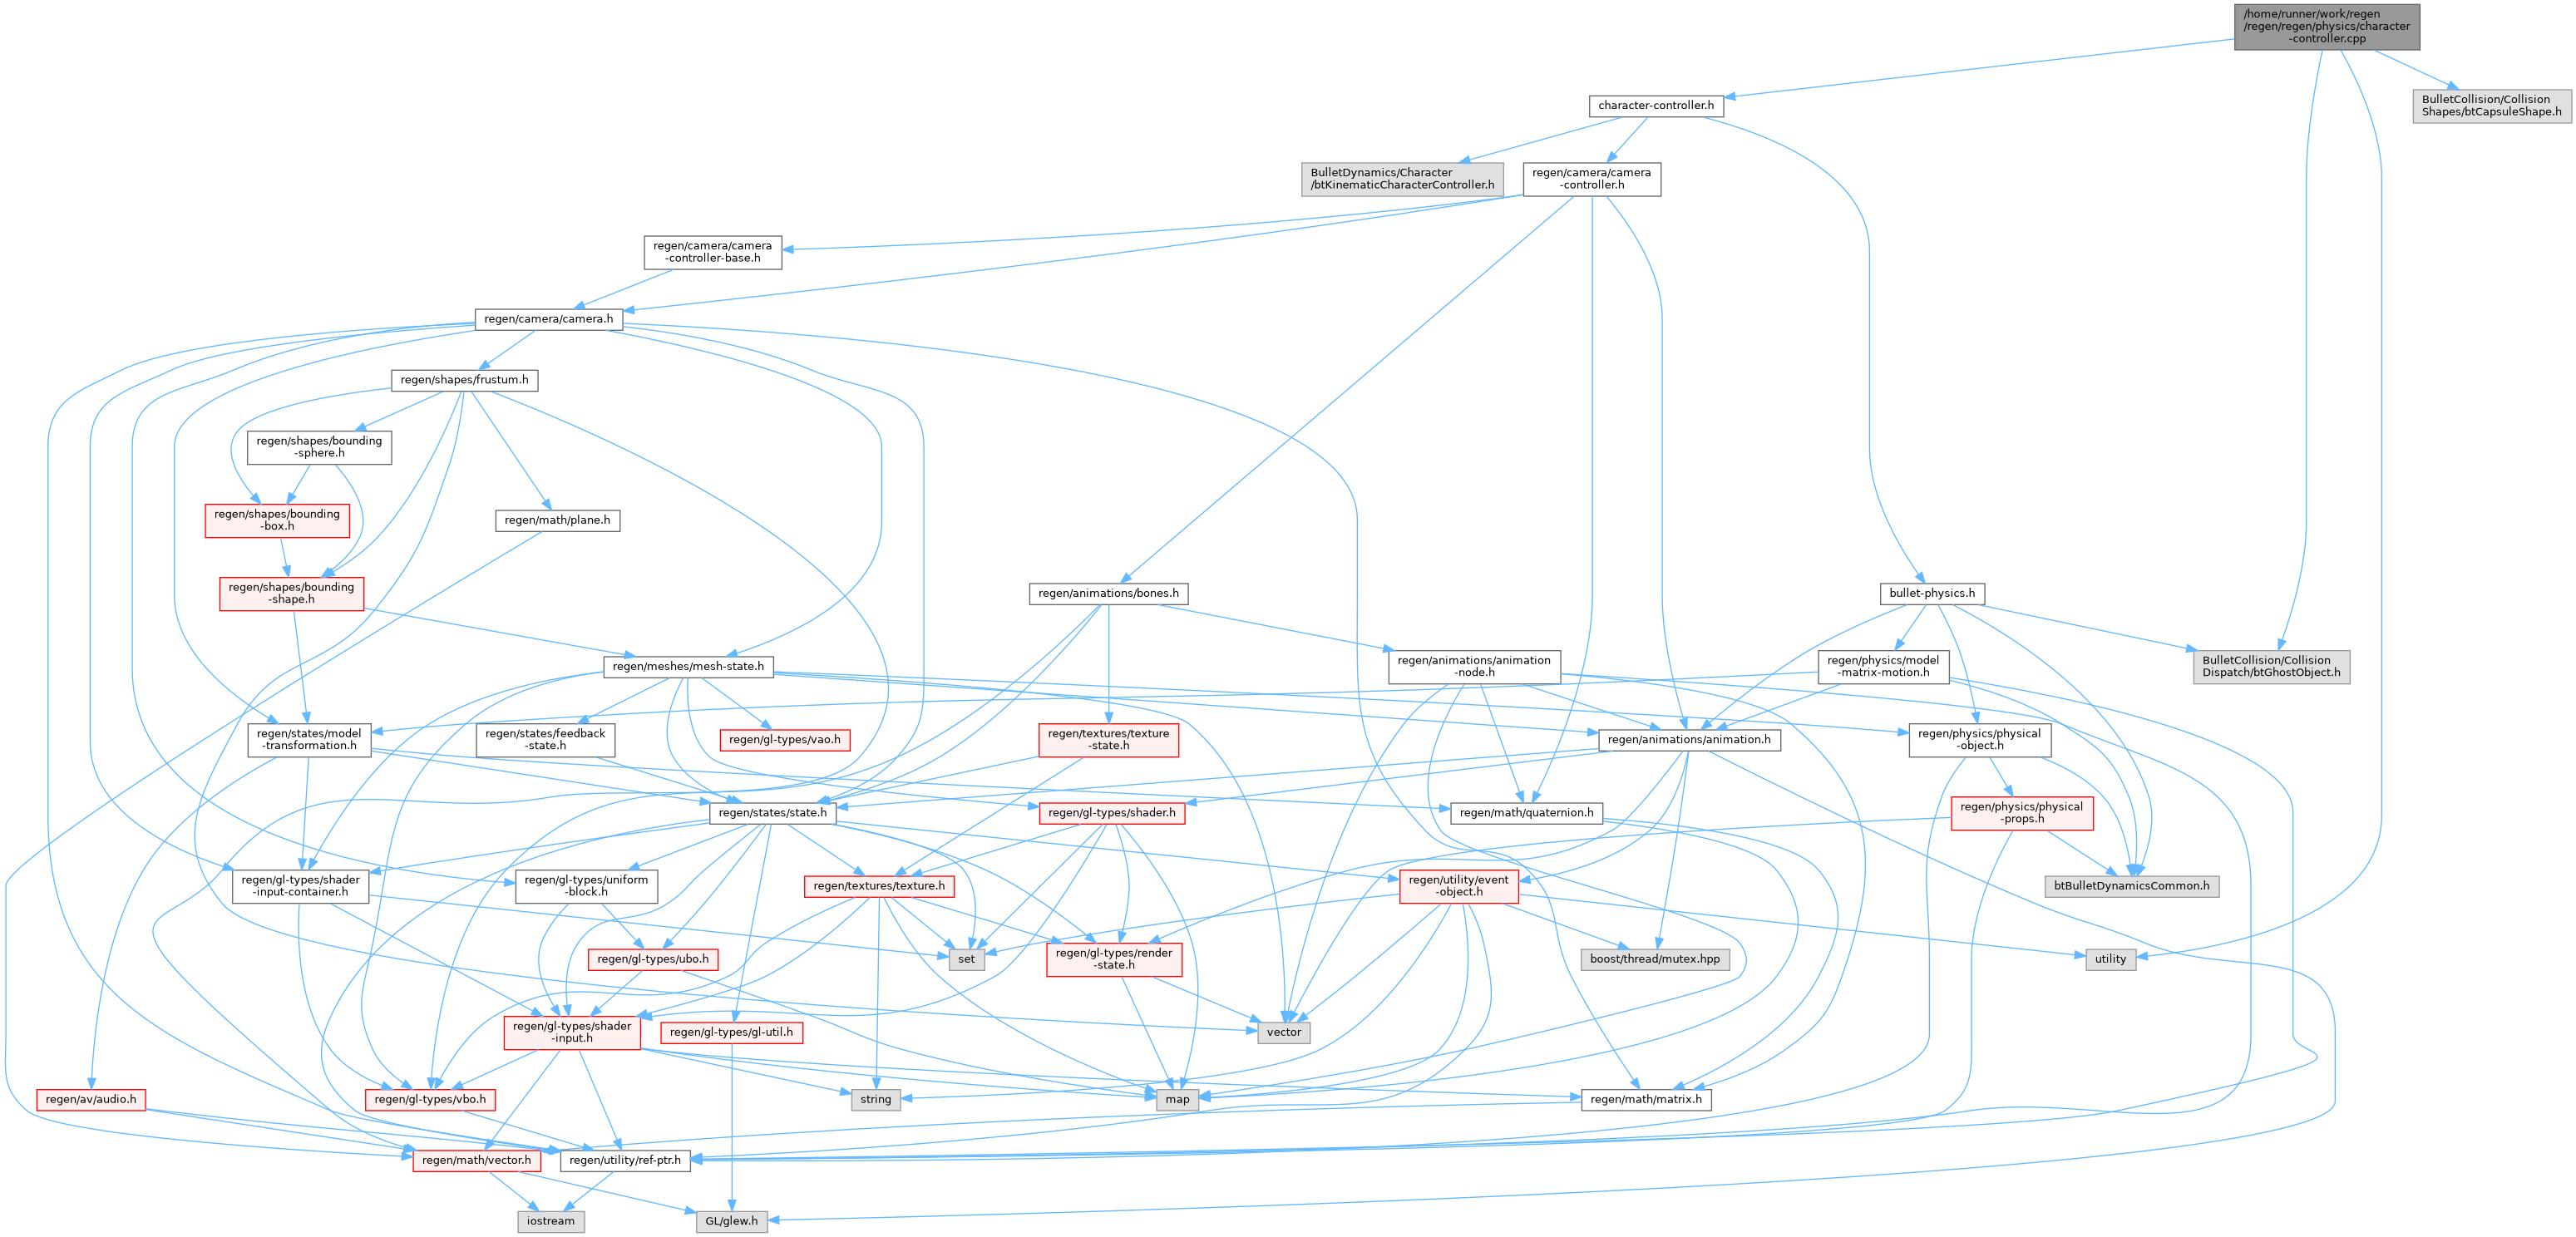 /home/runner/work/regen
/regen/regen/physics/character
-controller.cpp
character-controller.h
BulletCollision/Collision
Shapes/btCapsuleShape.h
BulletDynamics/Character
/btKinematicCharacterController.h
regen/camera/camera
-controller.h
regen/camera/camera
-controller-base.h
regen/camera/camera.h
regen/shapes/frustum.h
regen/shapes/bounding
-sphere.h
regen/shapes/bounding
-box.h
regen/math/plane.h
regen/shapes/bounding
-shape.h
regen/animations/bones.h
bullet-physics.h
regen/meshes/mesh-state.h
regen/animations/animation
-node.h
regen/physics/model
-matrix-motion.h
BulletCollision/Collision
Dispatch/btGhostObject.h
regen/states/model
-transformation.h
regen/states/feedback
-state.h
regen/gl-types/vao.h
regen/textures/texture
-state.h
regen/animations/animation.h
regen/physics/physical
-object.h
regen/states/state.h
regen/gl-types/shader.h
regen/math/quaternion.h
regen/physics/physical
-props.h
regen/gl-types/shader
-input-container.h
regen/gl-types/uniform
-block.h
regen/textures/texture.h
regen/utility/event
-object.h
btBulletDynamicsCommon.h
regen/gl-types/ubo.h
set
regen/gl-types/render
-state.h
boost/thread/mutex.hpp
utility
regen/gl-types/shader
-input.h
regen/gl-types/gl-util.h
vector
regen/av/audio.h
regen/gl-types/vbo.h
string
map
regen/math/matrix.h
regen/math/vector.h
regen/utility/ref-ptr.h
iostream
GL/glew.h